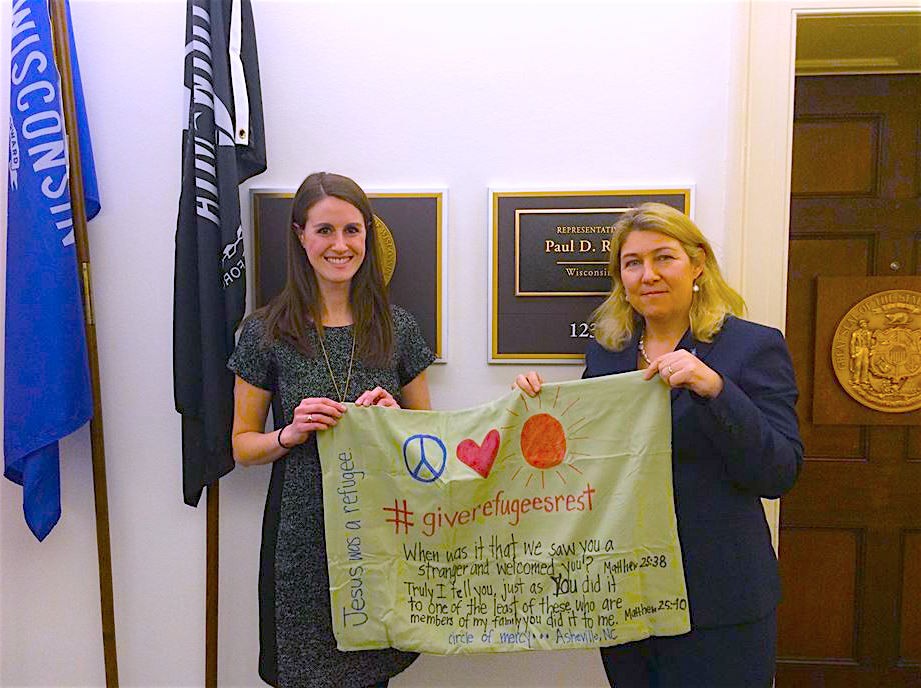 WISCONSIN
REPRESENTATIVE
Paul D.
Wisconsin
123
Jesus was a refugee
#giverefugeesrest
When was it that we saw you a
stranger and welcomed you? Matthew 25:38
Truly I tell you, just as You did it
to one of the least of these, who are
members of my family you did it to me. Matthew 25:40
circle of mercy... Asheville, NC